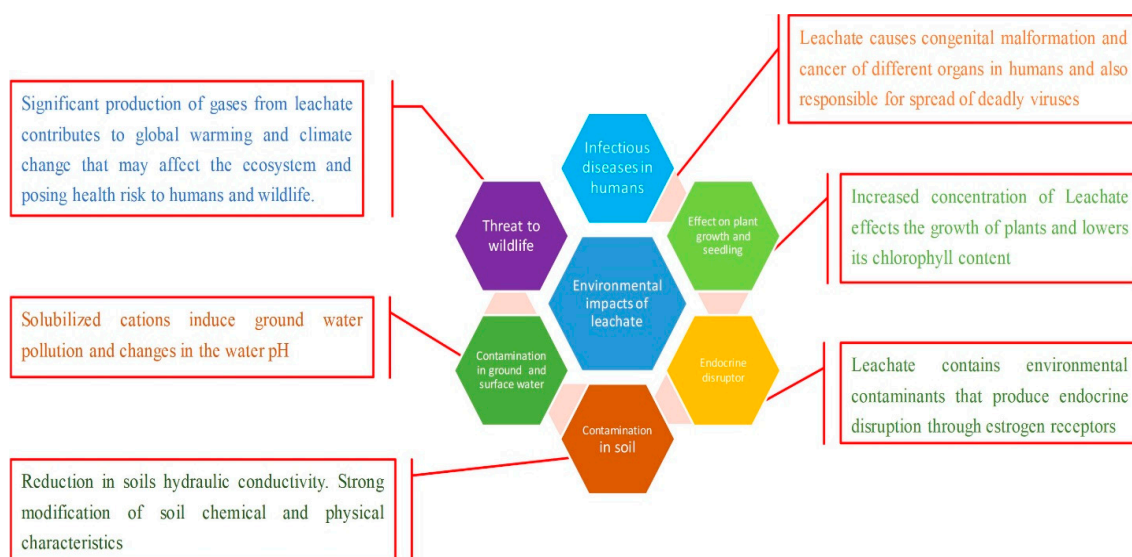 Leachate causes congenital malformation and
cancer of different organs in humans and also
responsible for spread of deadly viruses
Significant production of gases from leachate
contributes to global warming and climate
change that may affect the ecosystem and
posing health risk to humans and wildlife.
Infectious
diseases in
humans
Threat to
wildlife
Effect on plant
growth and
seedling
Increased concentration of Leachate
effects the growth of plants and lowers
its chlorophyll content
Environmental
impacts of
leachate
Solubilized cations induce ground water
pollution and changes in the water pH
Contamination
in ground and
surface water
Endocrine
disruptor
Leachate contains environmental
contaminants that produce endocrine
disruption through estrogen receptors
Contamination
in soil
Reduction in soils hydraulic conductivity. Strong
modification of soil chemical and physical
characteristics